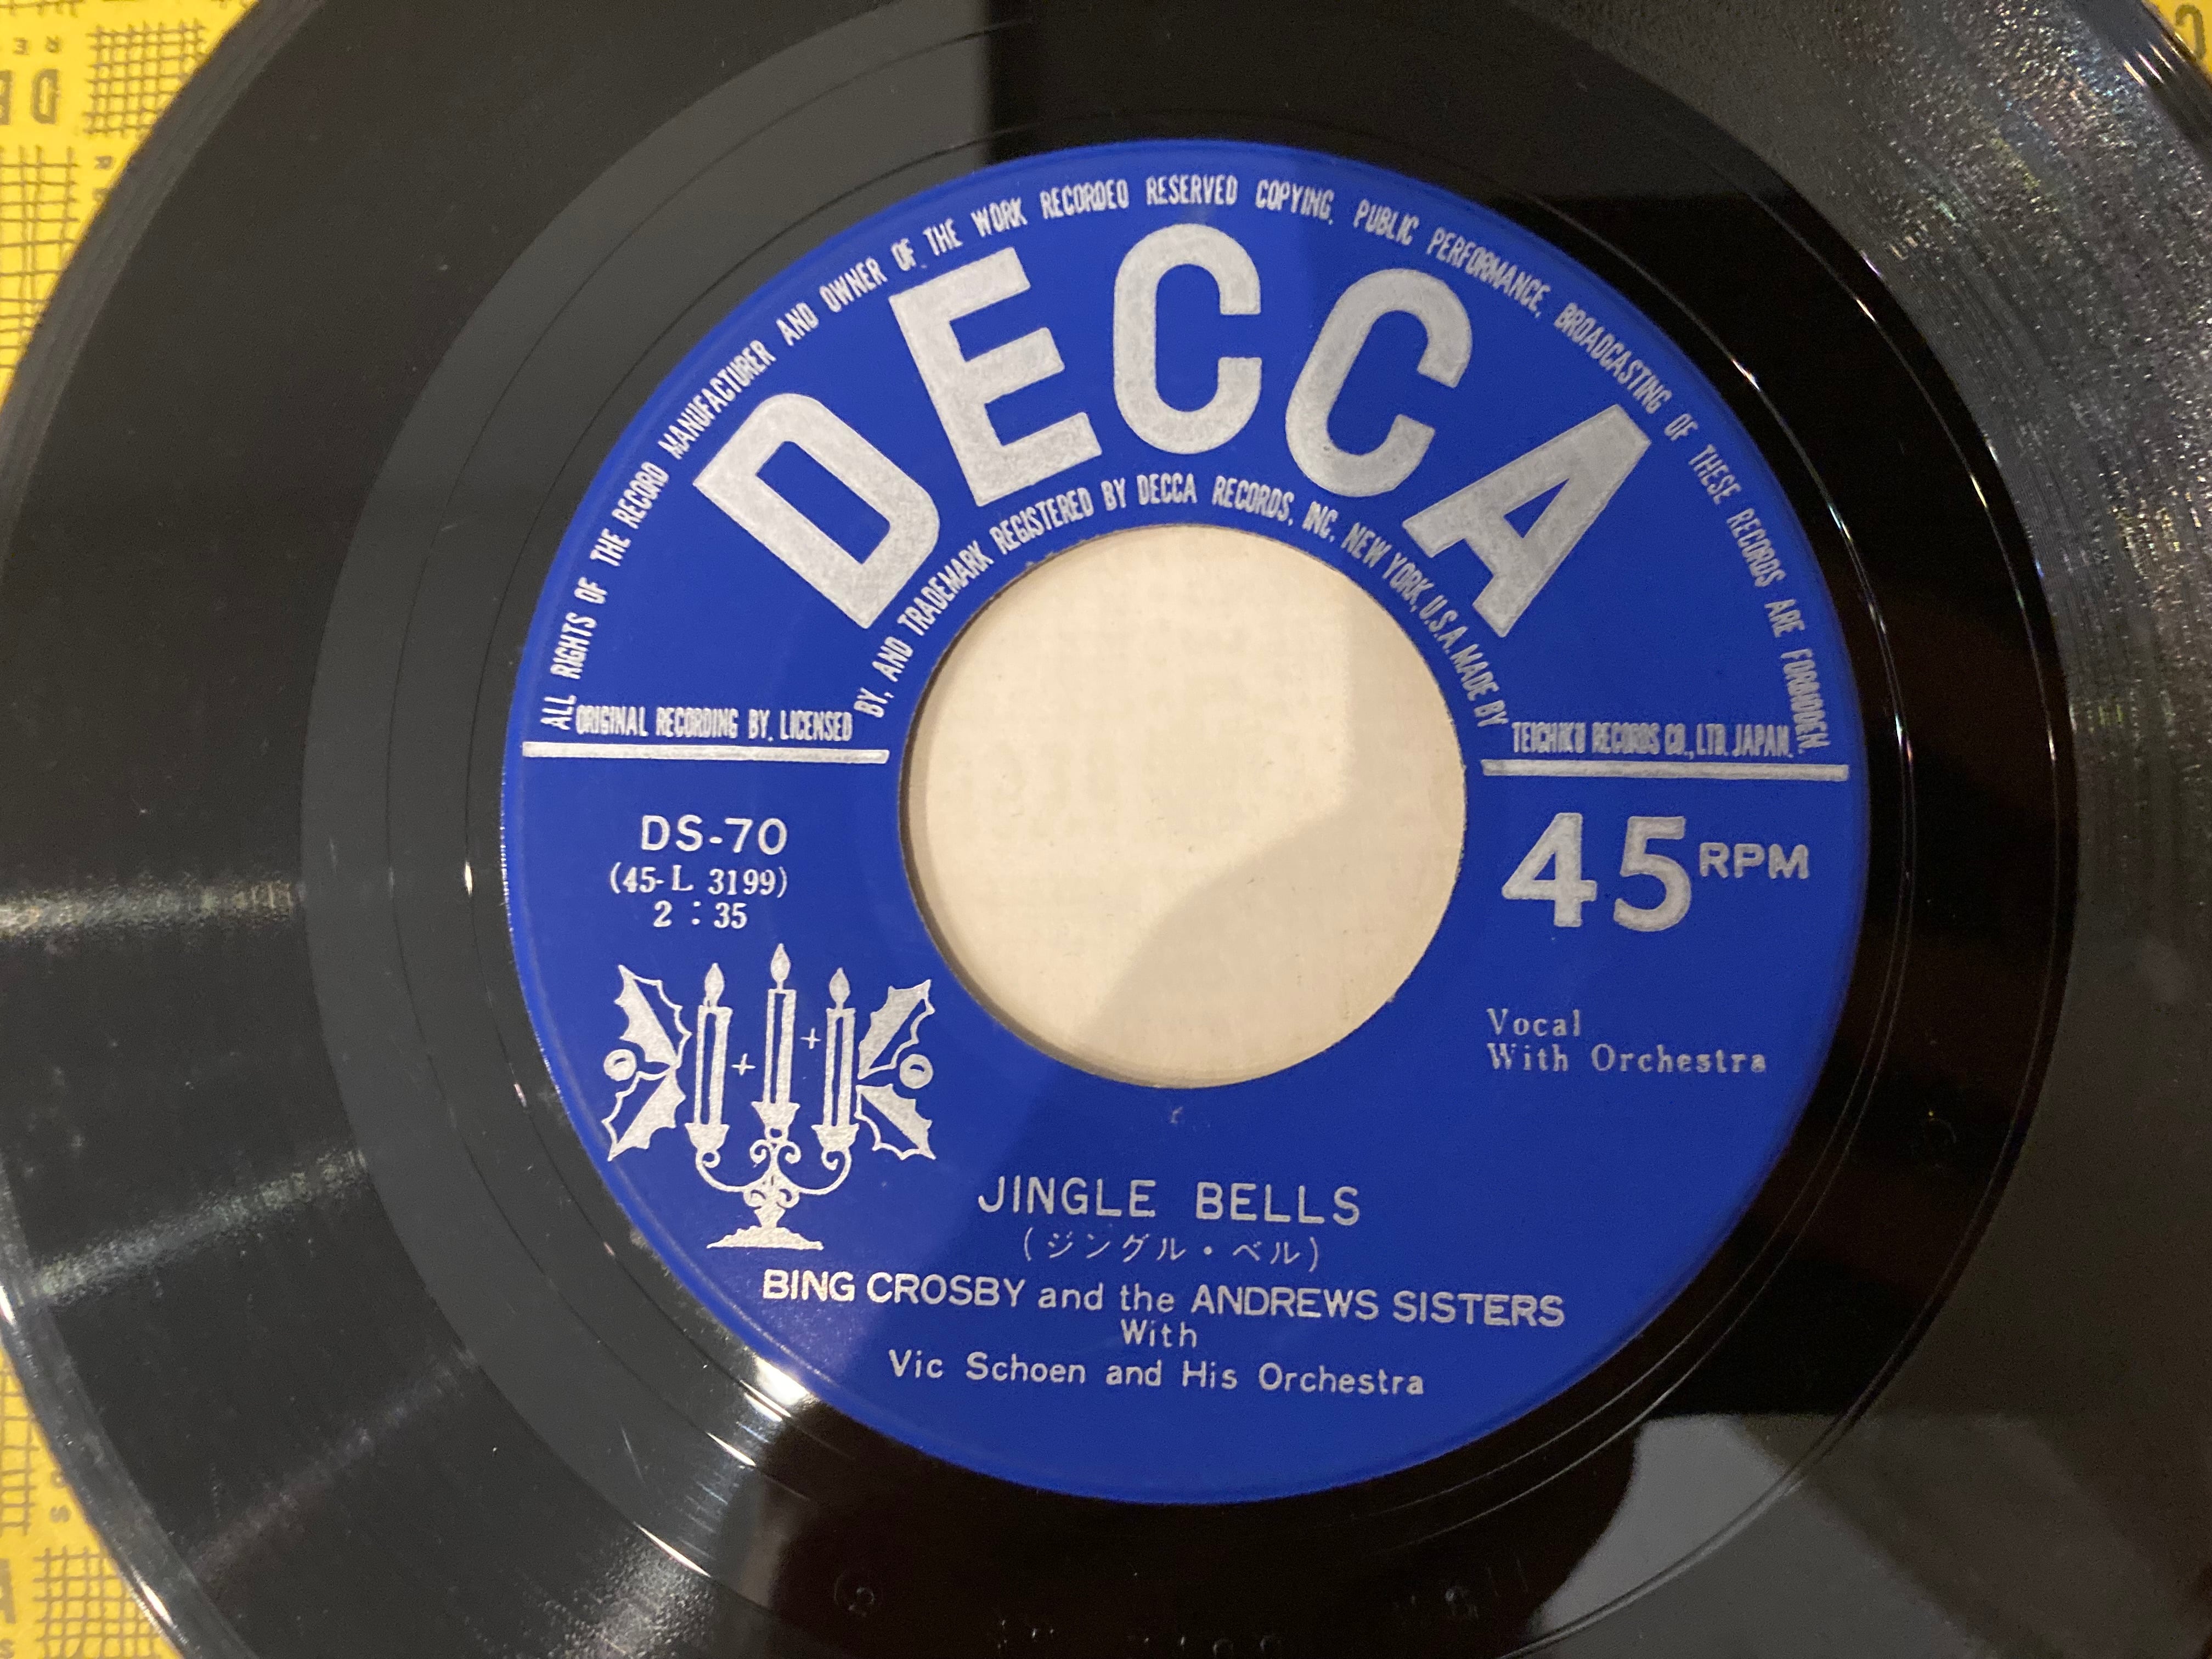 ALL RIGHTS OF THE RECORD MANUFACTURER AND OWNER OF THE WORK RECORDED RESERVED COPYING, PUBLIC PERFORMANCE, BROADCASTING OF THESE RECORDS ARE FORBIDDEN.
DECCA
ORIGINAL RECORDING BY, LICENSED BY, AND TRADEMARK REGISTERED BY DECCA RECORDS, INC, NEW YORK, U.S.A. MADE BY TEICHIKU RECORDS CO., LTD. JAPAN.
DS-70
(45-L 3199)
2 : 35
45 RPM
Vocal
With Orchestra
JINGLE BELLS
(ジングル・ベル)
BING CROSBY and the ANDREWS SISTERS
With
Vic Schoen and His Orchestra